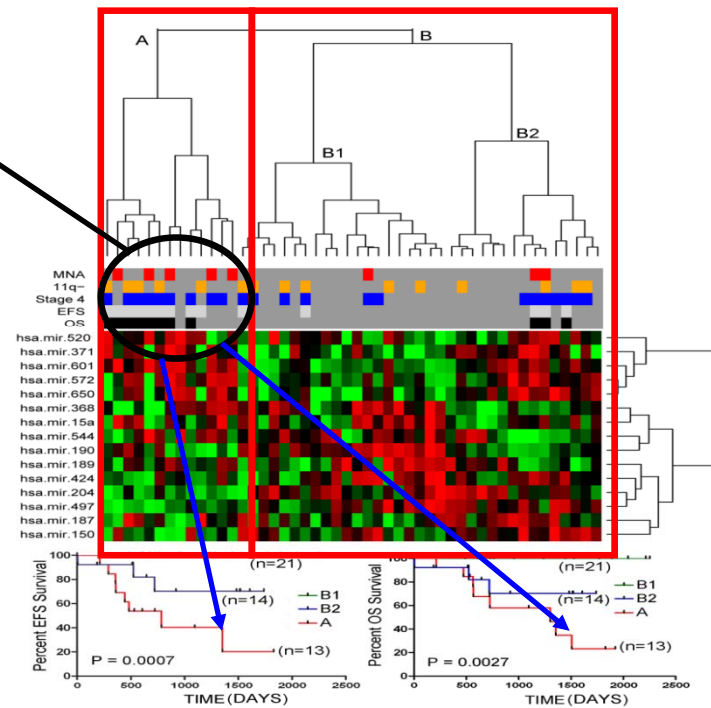 A
B
B1
B2
MNA
11q–
Stage 4
EFS
OS
hsa.mir.520
hsa.mir.371
hsa.mir.601
hsa.mir.572
hsa.mir.650
hsa.mir.368
hsa.mir.15a
hsa.mir.544
hsa.mir.190
hsa.mir.189
hsa.mir.424
hsa.mir.204
hsa.mir.497
hsa.mir.187
hsa.mir.150
Percent EFS Survival
100
80
60
40
20
0
(n=21)
(n=14)
(n=13)
B1
B2
A
P = 0.0007
0 500 1000 1500 2000 2500
TIME (DAYS)
Percent OS Survival
100
80
60
40
20
0
(n=21)
(n=14)
(n=13)
B1
B2
A
P = 0.0027
0 500 1000 1500 2000 2500
TIME (DAYS)